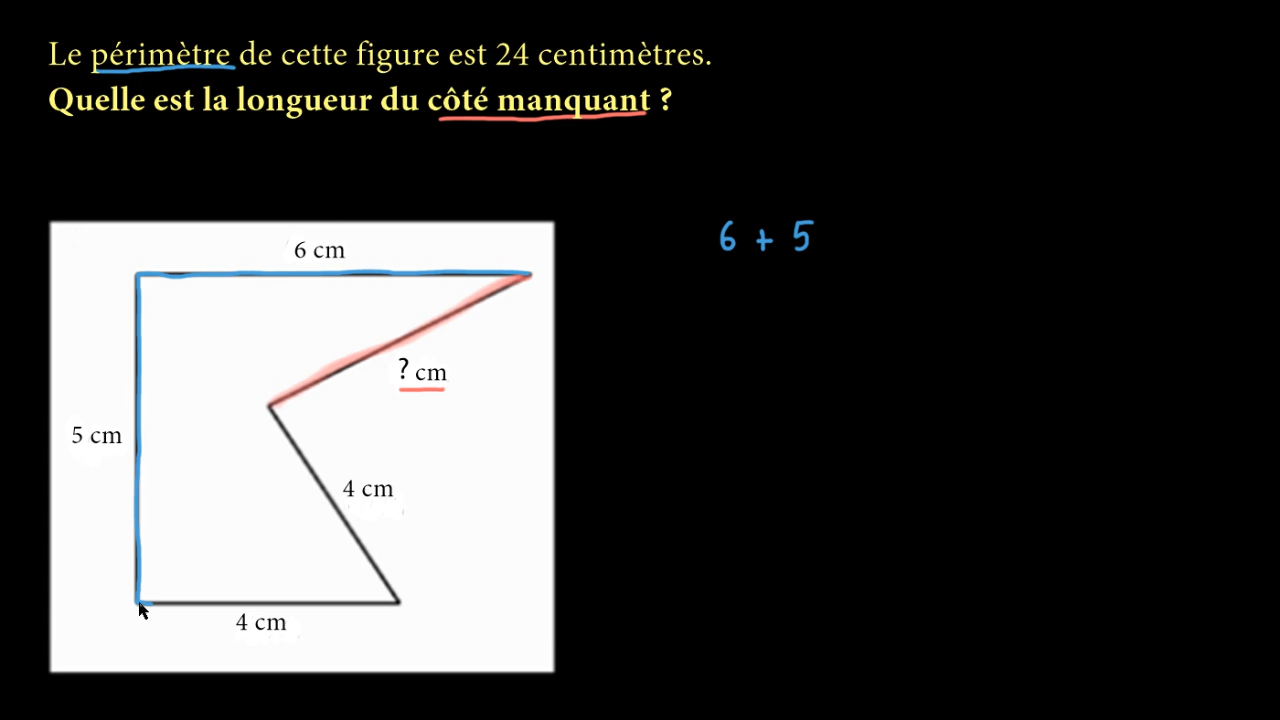 Le périmètre de cette figure est 24 centimètres.
Quelle est la longueur du côté manquant ?
6 cm
6 + 5
? cm
5 cm
4 cm
4 cm